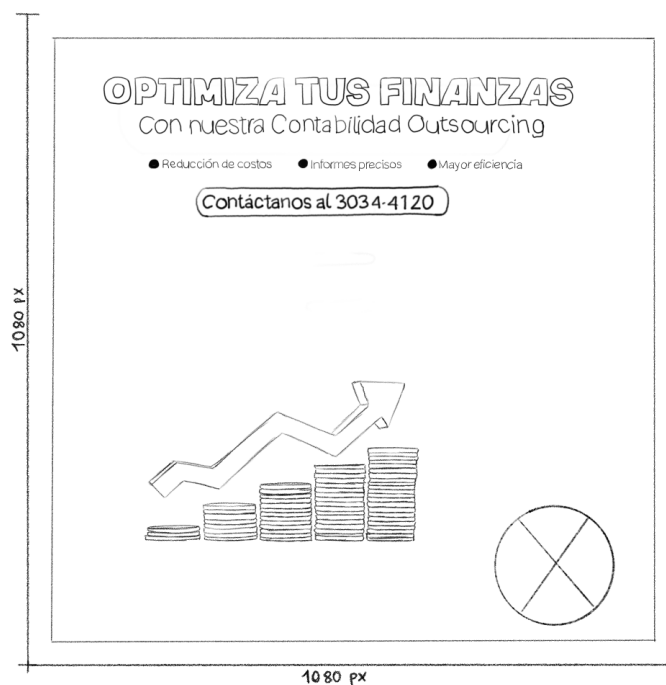 OPTIMIZA TUS FINANZAS
Con nuestra Contabilidad Outsourcing
Reducción de costos
Informes precisos
Mayor eficiencia
Contáctanos al 3034-4120
1080 px
1080 px